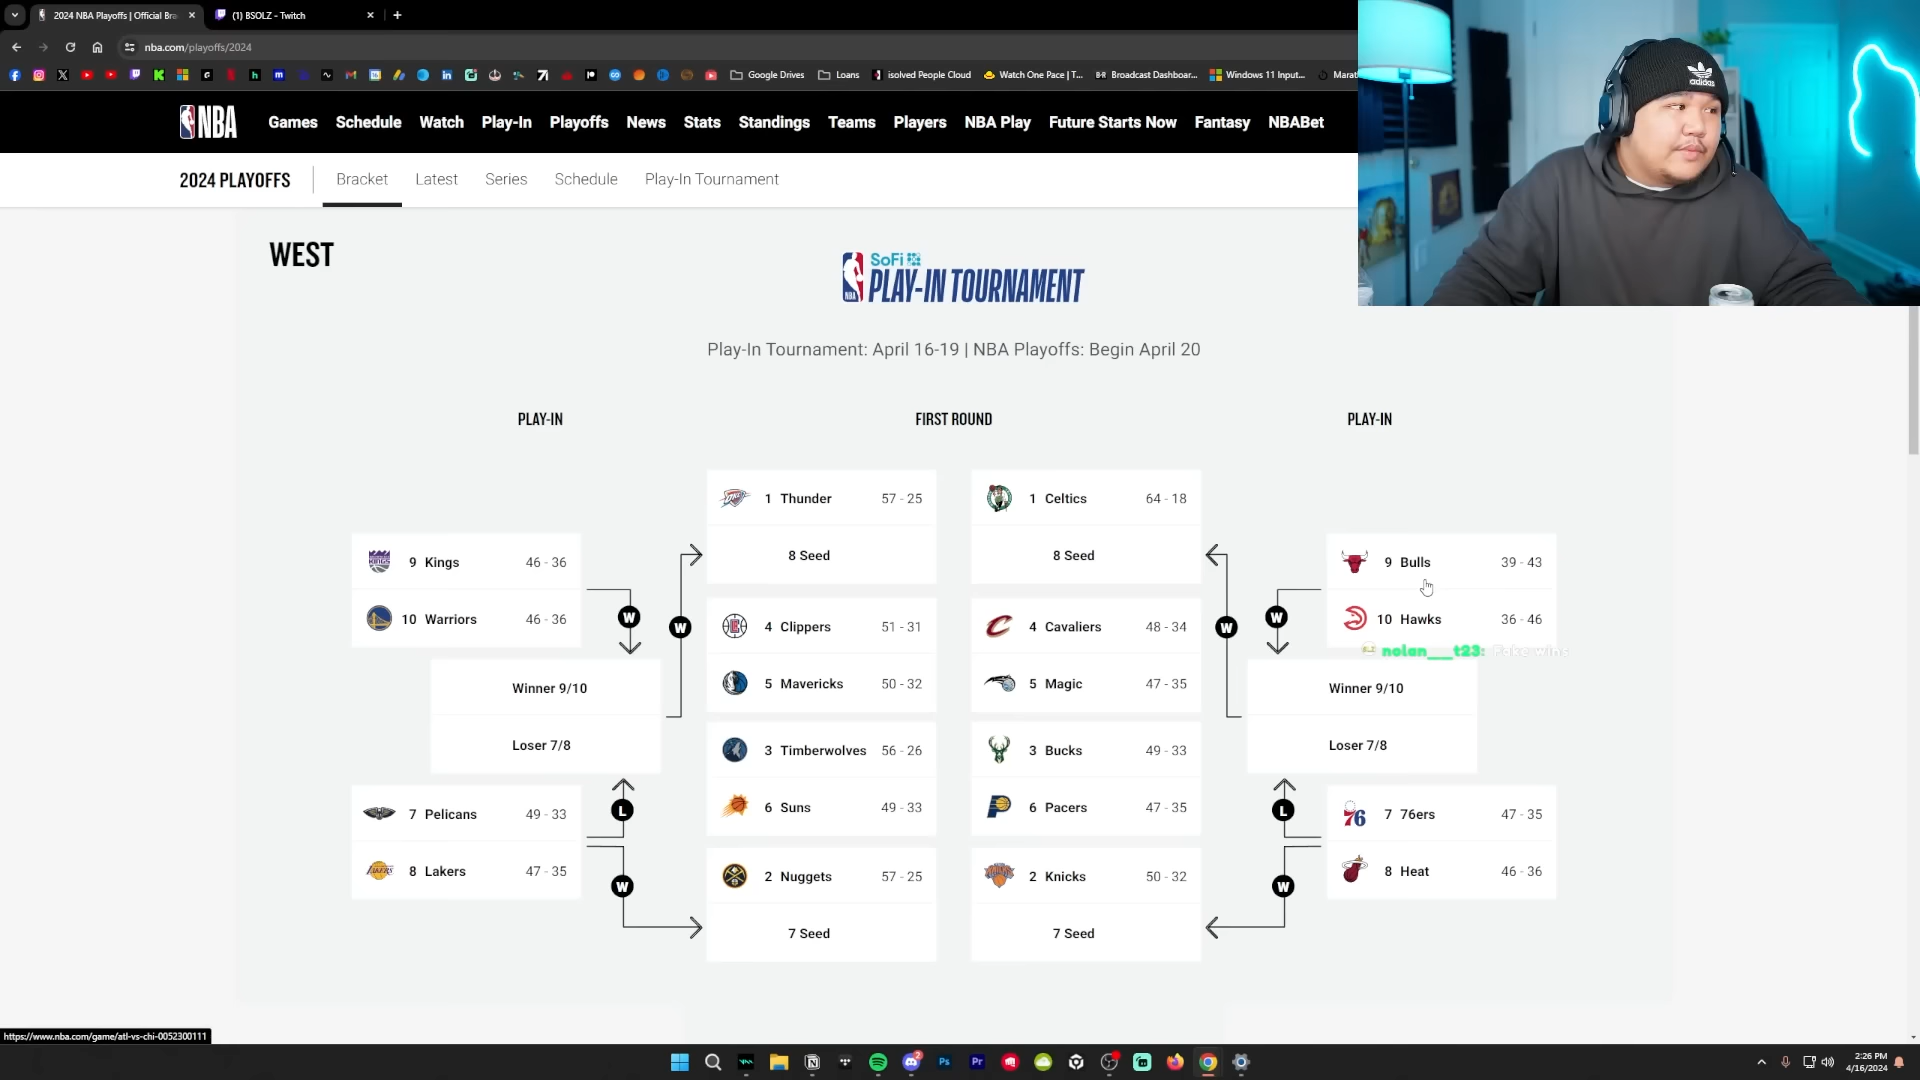 2024 NBA Playoffs | Official Bra
(1) BSOLZ - Twitch
nba.com/playoffs/2024
Google Drives
Loans
isolved People Cloud
Watch One Pace | T...
Broadcast Dashboar...
Windows 11 Input...
Marat
NBA
Games
Schedule
Watch
Play-In
Playoffs
News
Stats
Standings
Teams
Players
NBA Play
Future Starts Now
Fantasy
NBABet
adidas
2024 PLAYOFFS
Bracket
Latest
Series
Schedule
Play-In Tournament
WEST
SoFi
NBA
PLAY-IN TOURNAMENT
Play-In Tournament: April 16-19 | NBA Playoffs: Begin April 20
PLAY-IN
FIRST ROUND
PLAY-IN
9 Kings 46 - 36
10 Warriors 46 - 36
W
Winner 9/10
Loser 7/8
W
7 Pelicans 49 - 33
8 Lakers 47 - 35
L
W
1 Thunder 57 - 25
8 Seed
4 Clippers 51 - 31
5 Mavericks 50 - 32
3 Timberwolves 56 - 26
6 Suns 49 - 33
2 Nuggets 57 - 25
7 Seed
1 Celtics 64 - 18
8 Seed
4 Cavaliers 48 - 34
5 Magic 47 - 35
3 Bucks 49 - 33
6 Pacers 47 - 35
2 Knicks 50 - 32
7 Seed
9 Bulls 39 - 43
10 Hawks 36 - 46
nolan___t23: Fake wins
W
W
Winner 9/10
Loser 7/8
76
7 76ers 47 - 35
8 Heat 46 - 36
L
W
https://www.nba.com/game/atl-vs-chi-0052300111
2:26 PM
4/16/2024